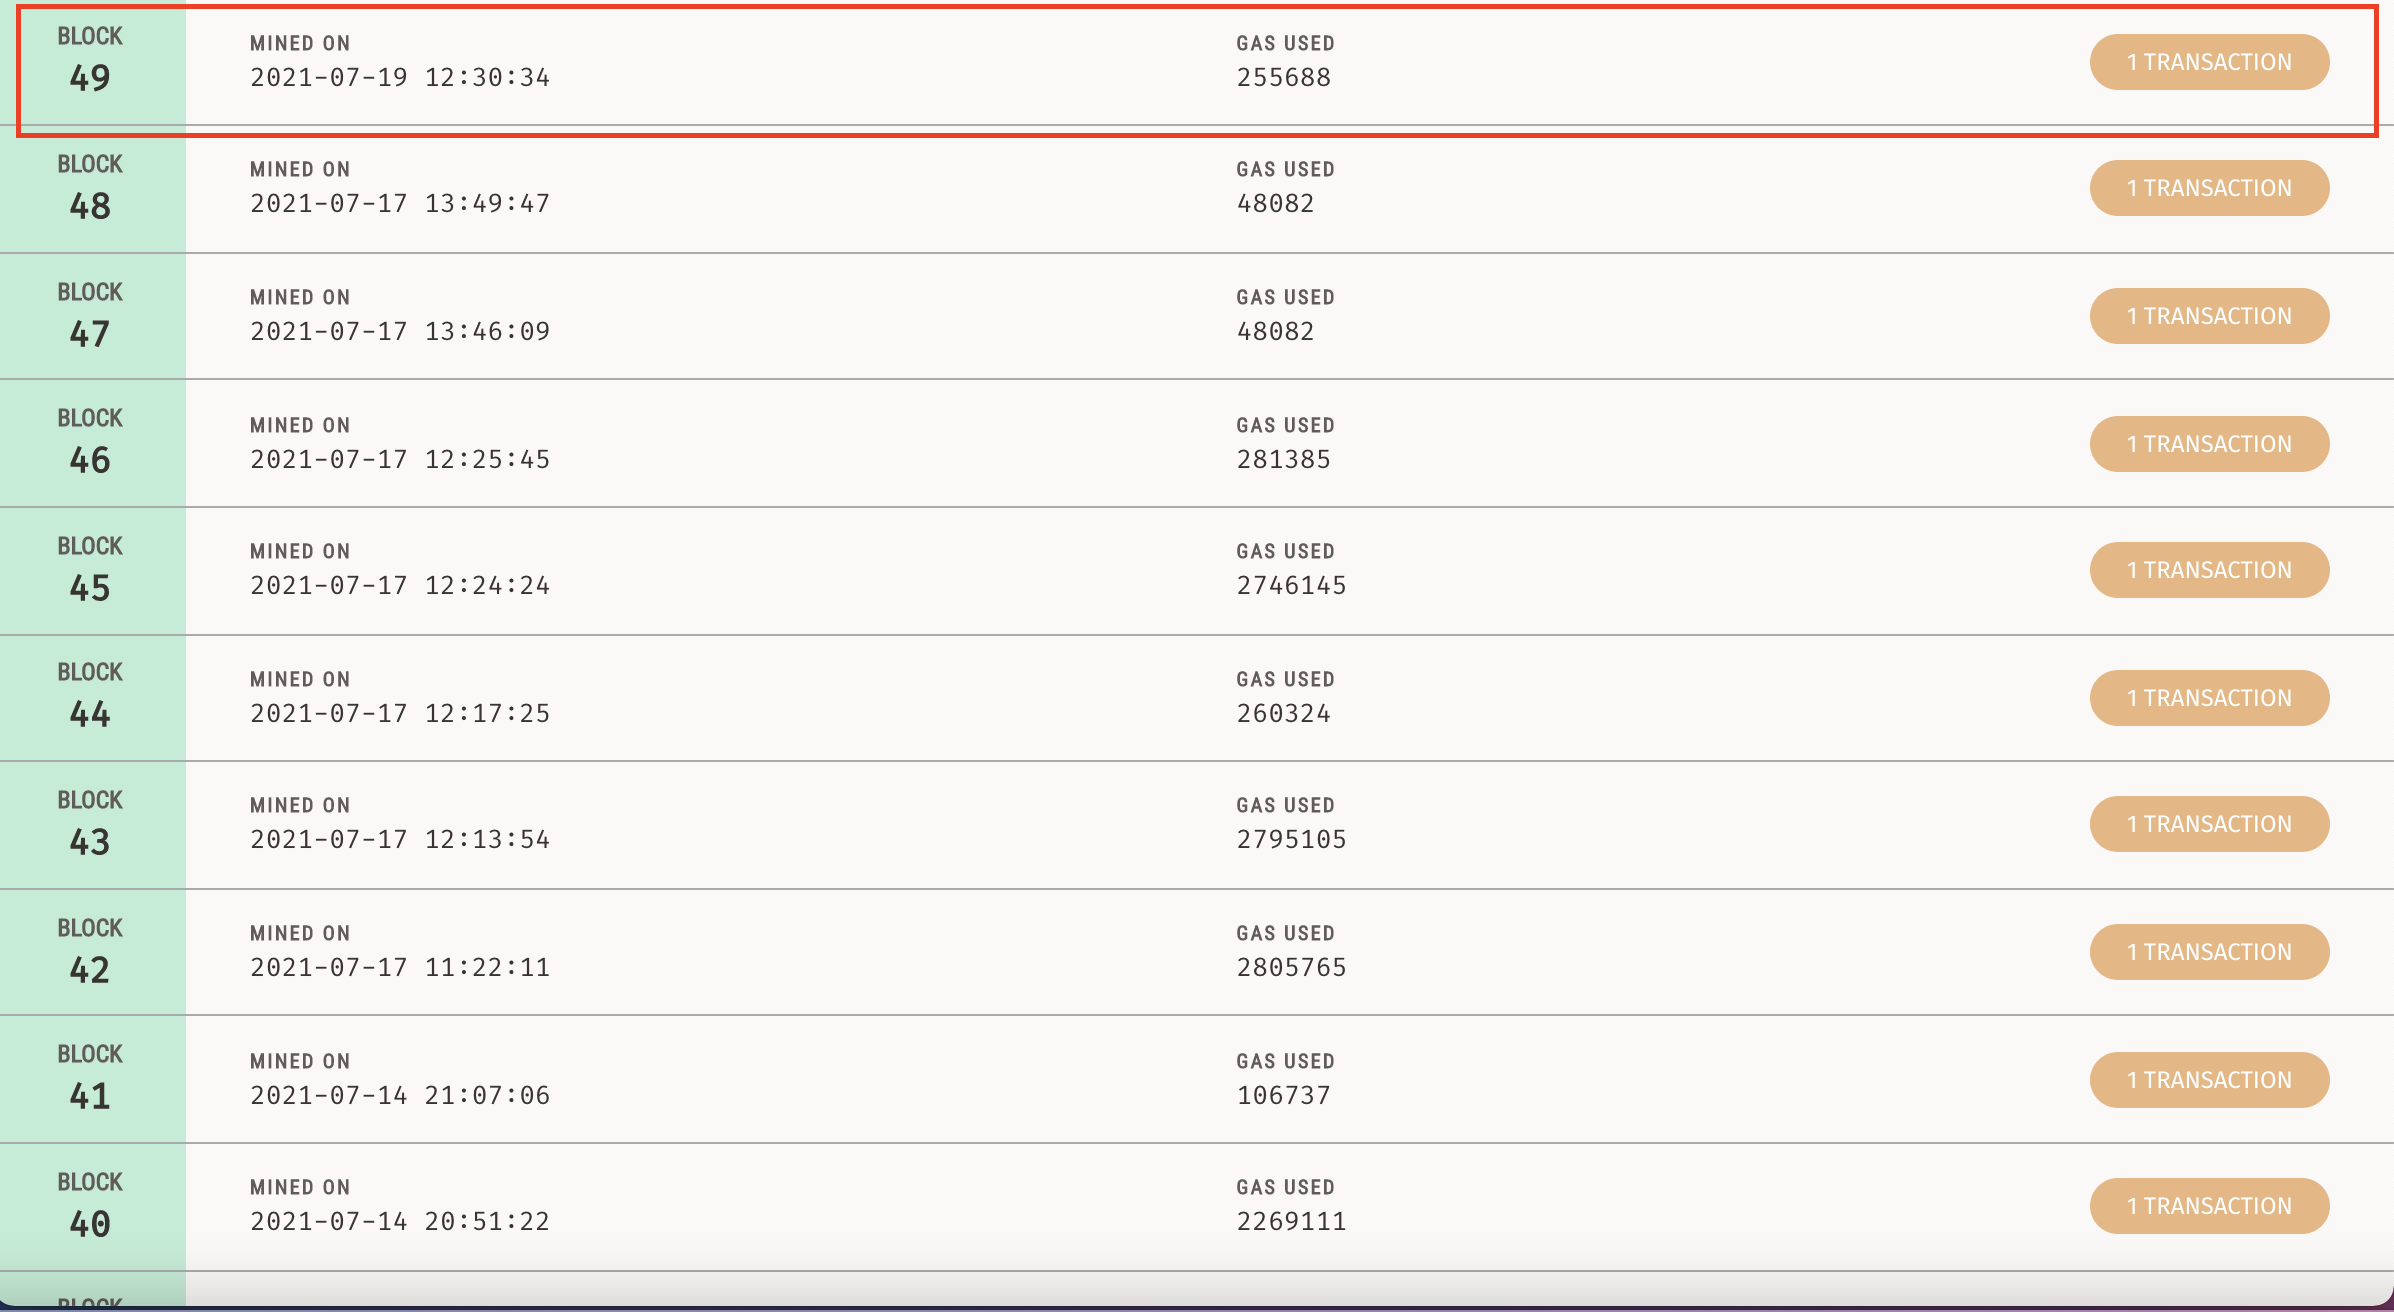 BLOCK
49
MINED ON
2021-07-19 12:30:34
GAS USED
255688
1 TRANSACTION
BLOCK
48
MINED ON
2021-07-17 13:49:47
GAS USED
48082
1 TRANSACTION
BLOCK
47
MINED ON
2021-07-17 13:46:09
GAS USED
48082
1 TRANSACTION
BLOCK
46
MINED ON
2021-07-17 12:25:45
GAS USED
281385
1 TRANSACTION
BLOCK
45
MINED ON
2021-07-17 12:24:24
GAS USED
2746145
1 TRANSACTION
BLOCK
44
MINED ON
2021-07-17 12:17:25
GAS USED
260324
1 TRANSACTION
BLOCK
43
MINED ON
2021-07-17 12:13:54
GAS USED
2795105
1 TRANSACTION
BLOCK
42
MINED ON
2021-07-17 11:22:11
GAS USED
2805765
1 TRANSACTION
BLOCK
41
MINED ON
2021-07-14 21:07:06
GAS USED
106737
1 TRANSACTION
BLOCK
40
MINED ON
2021-07-14 20:51:22
GAS USED
2269111
1 TRANSACTION
BLOCK